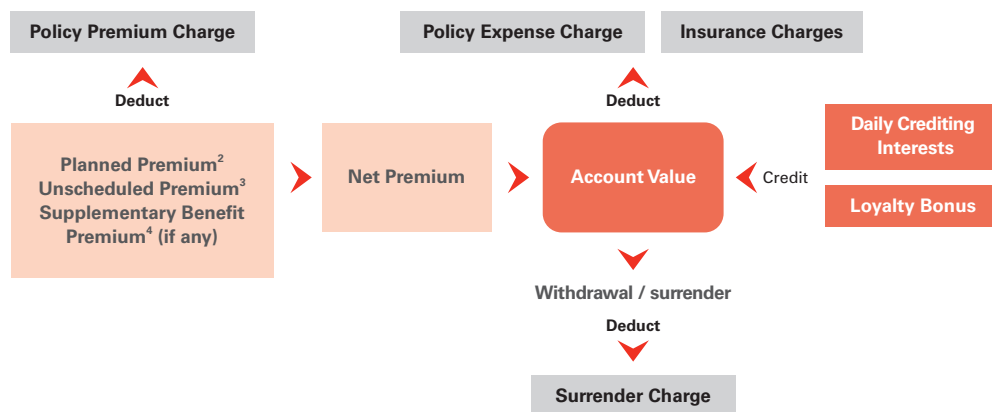 Policy Premium Charge
Policy Expense Charge
Insurance Charges
Deduct
Deduct
Planned Premium²
Unscheduled Premium³
Supplementary Benefit
Premium⁴ (if any)
Net Premium
Account Value
Credit
Daily Crediting
Interests
Loyalty Bonus
Withdrawal / surrender
Deduct
Surrender Charge